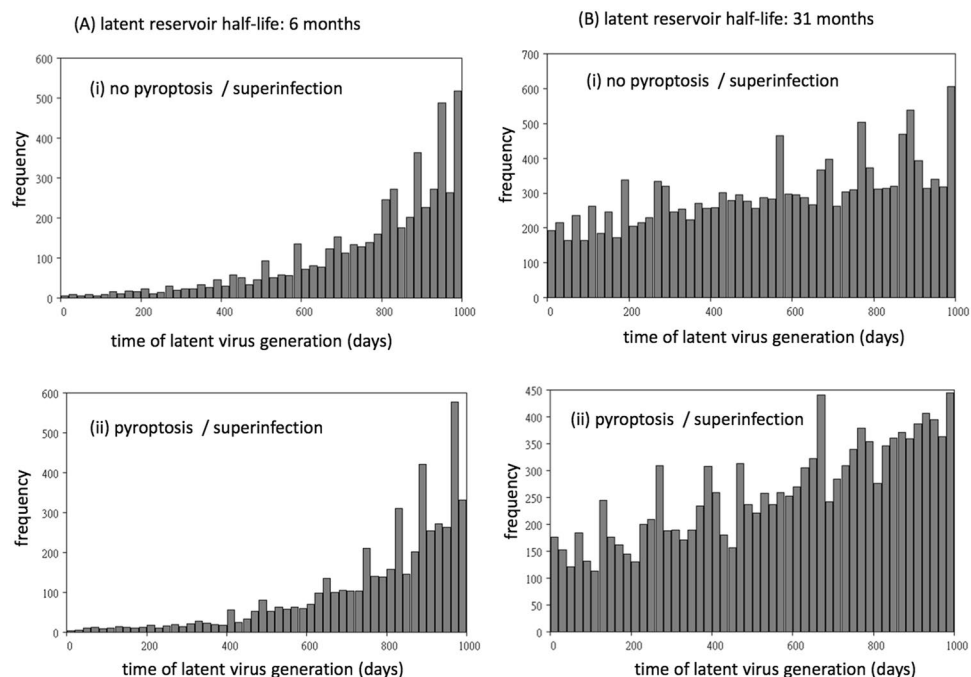 (A) latent reservoir half-life: 6 months
600
500
400
300
200
100
0
frequency
(i) no pyroptosis / superinfection
0 200 400 600 800 1000
time of latent virus generation (days)
(B) latent reservoir half-life: 31 months
700
600
500
400
300
200
100
0
frequency
(i) no pyroptosis / superinfection
0 200 400 600 800 1000
time of latent virus generation (days)
600
500
400
300
200
100
0
frequency
(ii) pyroptosis / superinfection
0 200 400 600 800 1000
time of latent virus generation (days)
450
400
350
300
250
200
150
100
50
0
frequency
(ii) pyroptosis / superinfection
0 200 400 600 800 1000
time of latent virus generation (days)